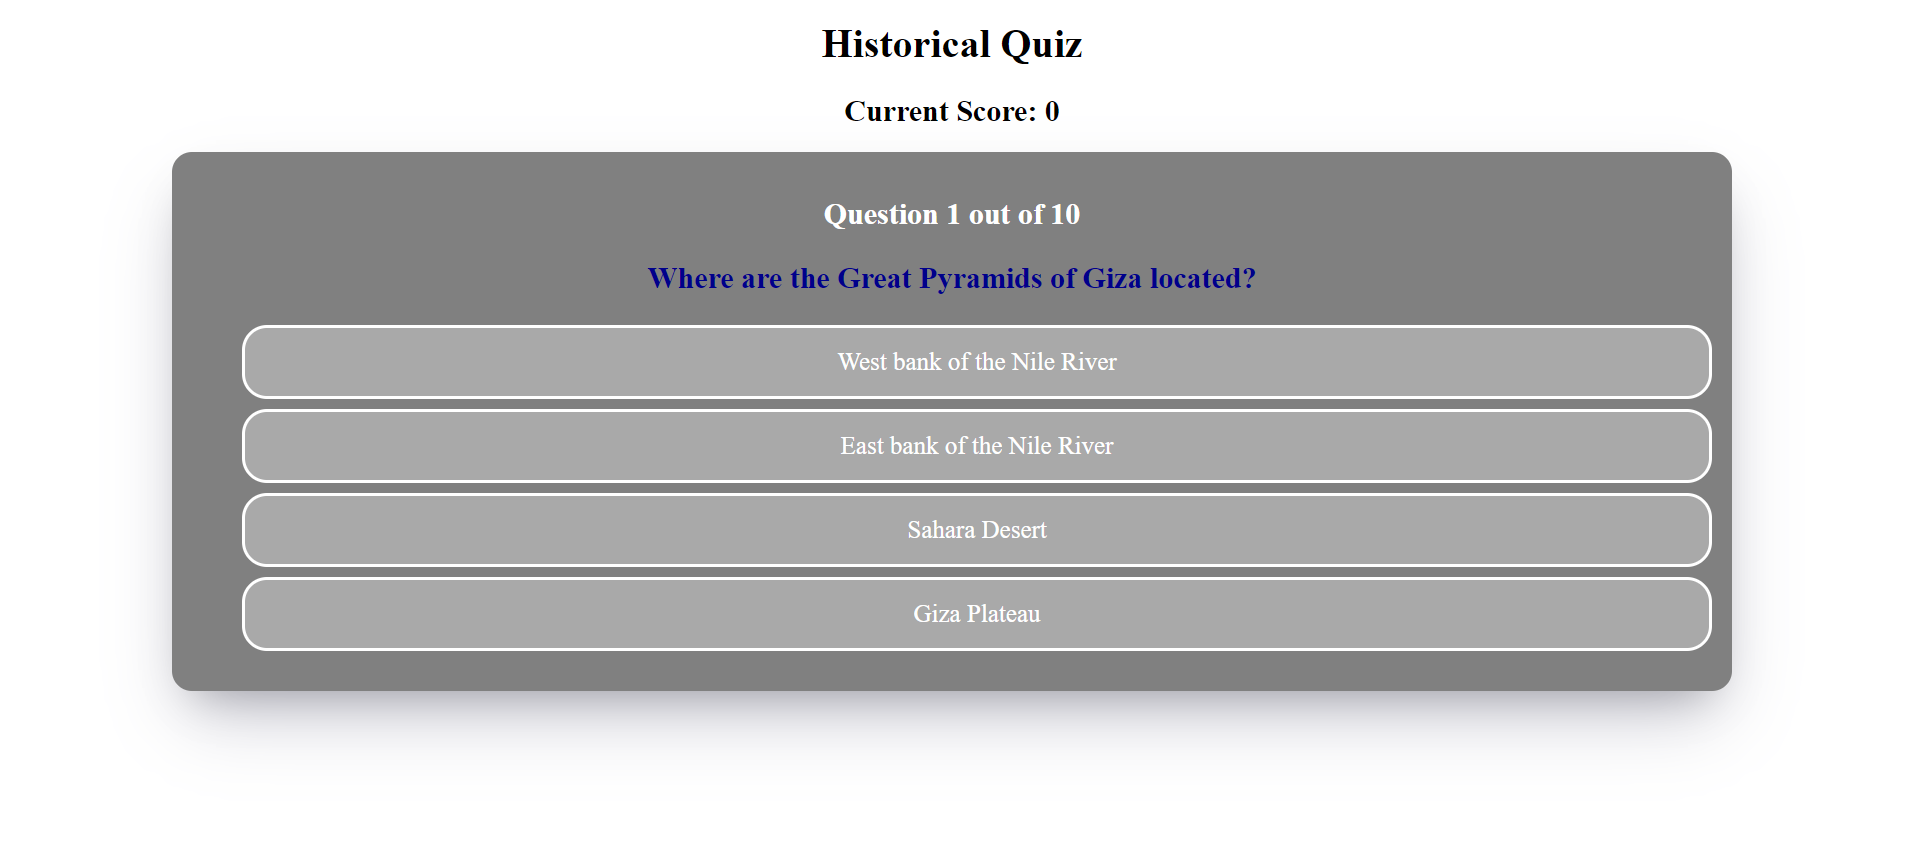 Historical Quiz
Current Score: 0
Question 1 out of 10
Where are the Great Pyramids of Giza located?
West bank of the Nile River
East bank of the Nile River
Sahara Desert
Giza Plateau